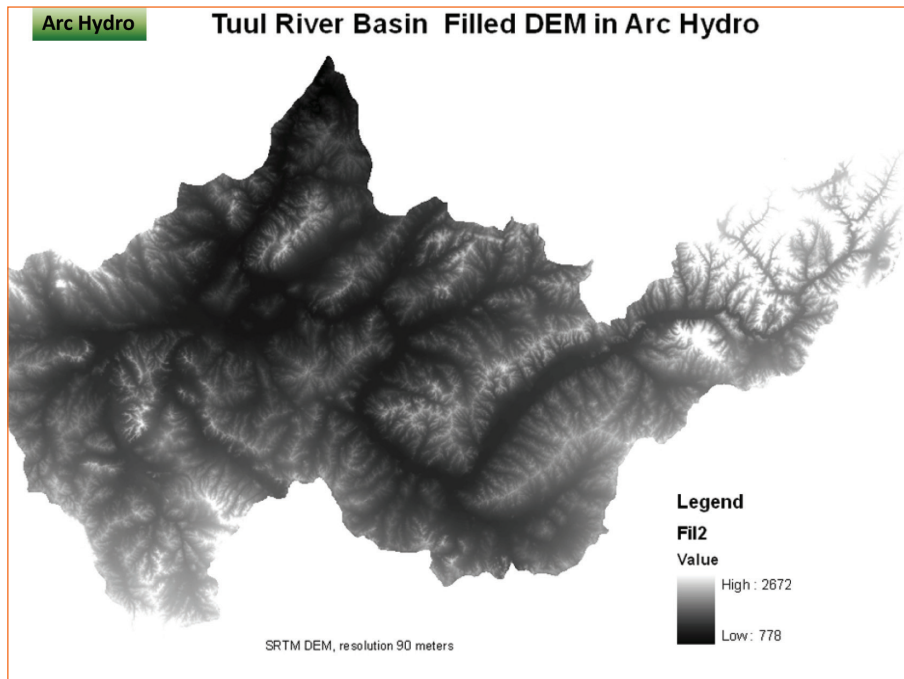 Arc Hydro
Tuul River Basin Filled DEM in Arc Hydro
Legend
Fil2
Value
High : 2672
Low : 778
SRTM DEM, resolution 90 meters